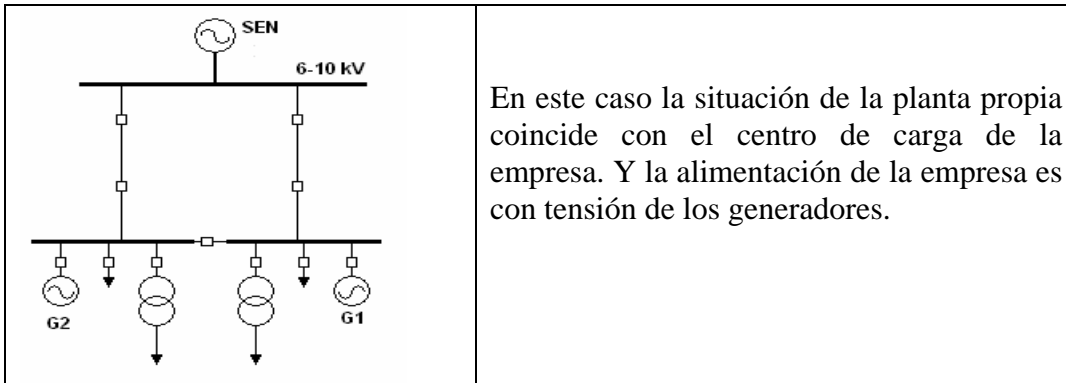 SEN
6-10 kV
G2
G1
En este caso la situación de la planta propia
coincide con el centro de carga de la
empresa. Y la alimentación de la empresa es
con tensión de los generadores.